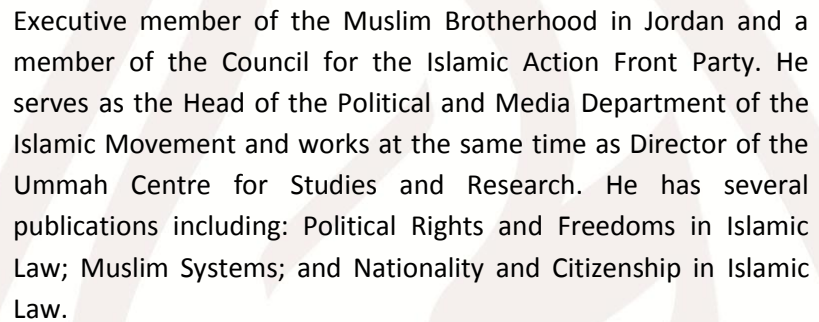 Executive member of the Muslim Brotherhood in Jordan and a
member of the Council for the Islamic Action Front Party. He
serves as the Head of the Political and Media Department of the
Islamic Movement and works at the same time as Director of the
Ummah Centre for Studies and Research. He has several
publications including: Political Rights and Freedoms in Islamic
Law; Muslim Systems; and Nationality and Citizenship in Islamic
Law.